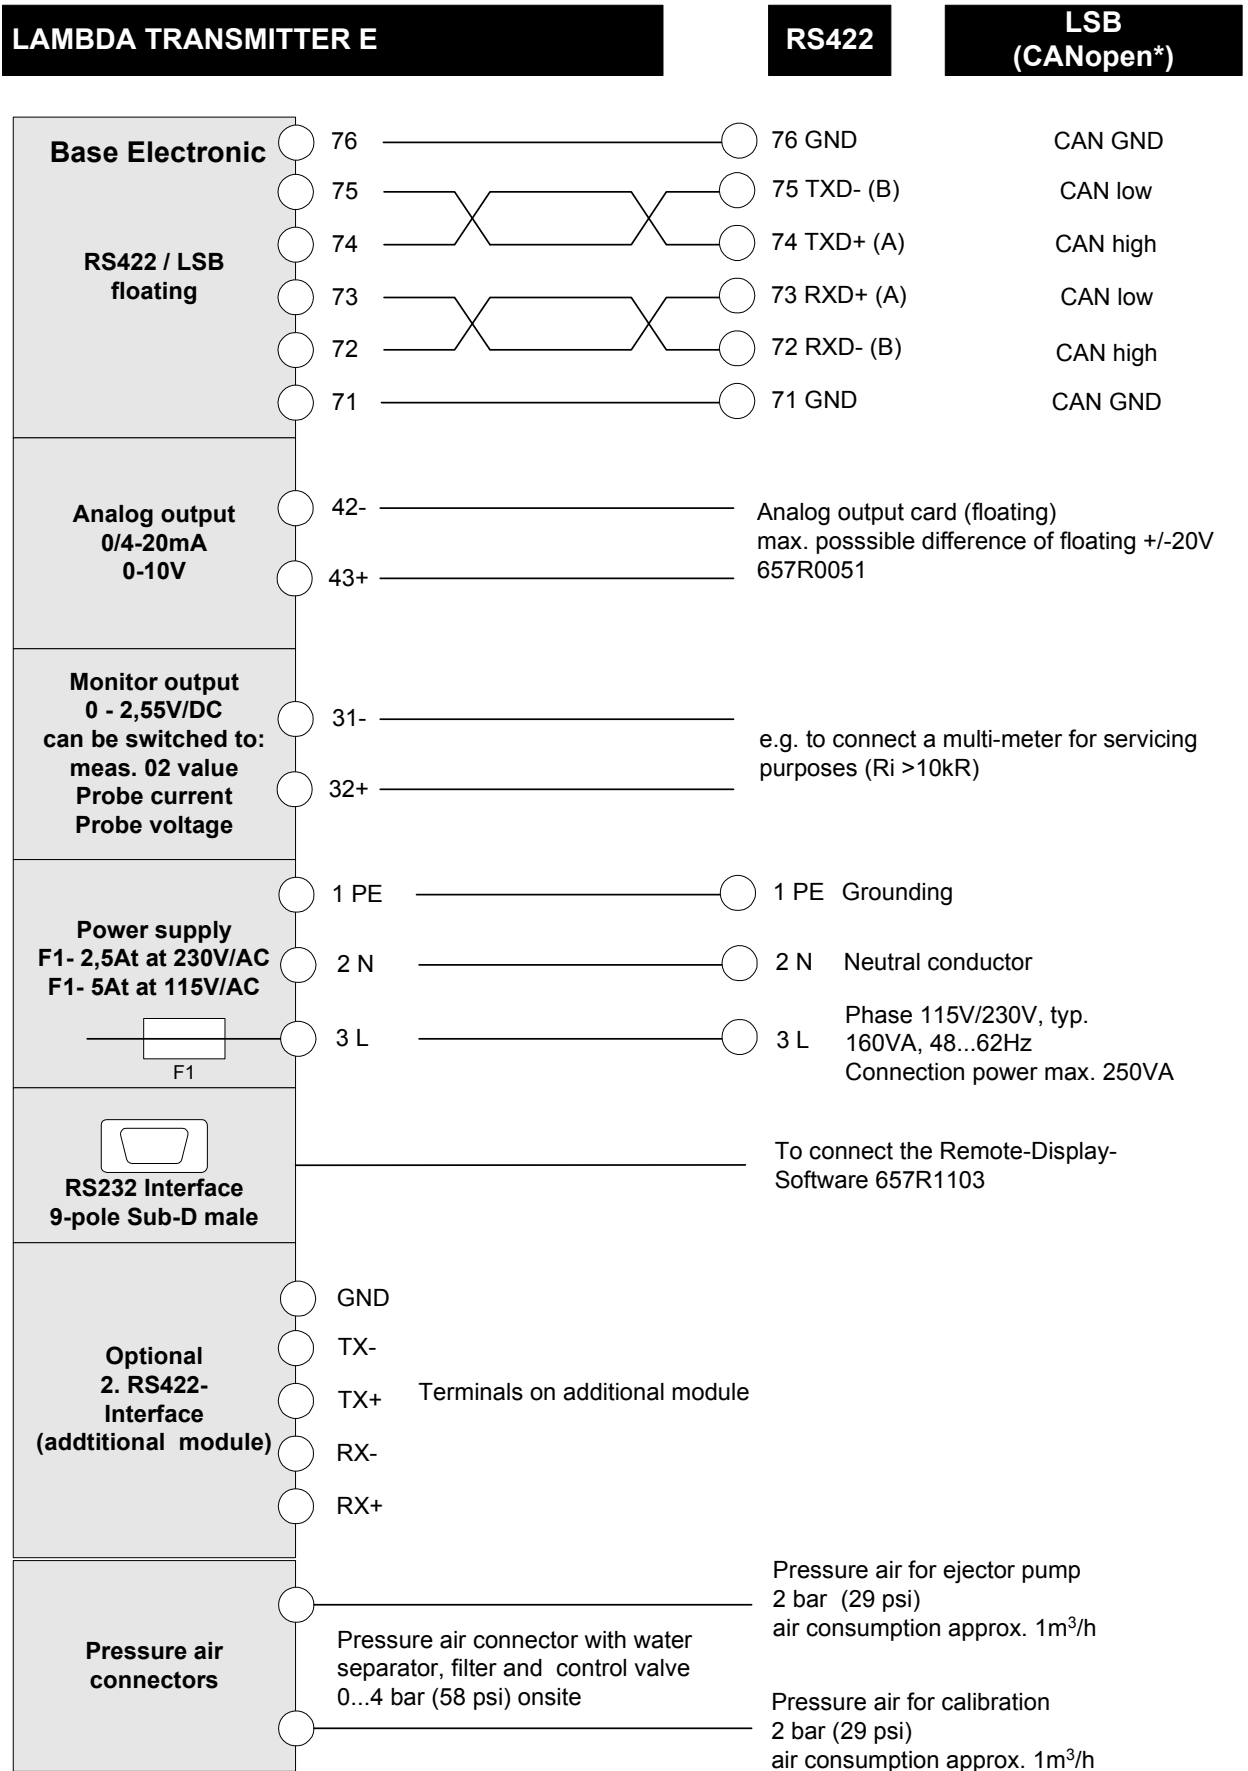 LAMBDA TRANSMITTER E
RS422
LSB
(CANopen*)
Base Electronic
RS422 / LSB
floating
76
75
74
73
72
71
76 GND
75 TXD- (B)
74 TXD+ (A)
73 RXD+ (A)
72 RXD- (B)
71 GND
CAN GND
CAN low
CAN high
CAN low
CAN high
CAN GND
Analog output
0/4-20mA
0-10V
42-
43+
Analog output card (floating)
max. posssible difference of floating +/-20V
657R0051
Monitor output
0 - 2,55V/DC
can be switched to:
meas. 02 value
Probe current
Probe voltage
31-
32+
e.g. to connect a multi-meter for servicing
purposes (Ri >10kR)
Power supply
F1- 2,5At at 230V/AC
F1- 5At at 115V/AC
F1
1 PE
2 N
3 L
1 PE Grounding
2 N Neutral conductor
3 L
Phase 115V/230V, typ.
160VA, 48...62Hz
Connection power max. 250VA
RS232 Interface
9-pole Sub-D male
To connect the Remote-Display-
Software 657R1103
Optional
2. RS422-
Interface
(addtitional module)
GND
TX-
TX+
RX-
RX+
Terminals on additional module
Pressure air
connectors
Pressure air connector with water
separator, filter and control valve
0...4 bar (58 psi) onsite
Pressure air for ejector pump
2 bar (29 psi)
air consumption approx. 1m³/h
Pressure air for calibration
2 bar (29 psi)
air consumption approx. 1m³/h